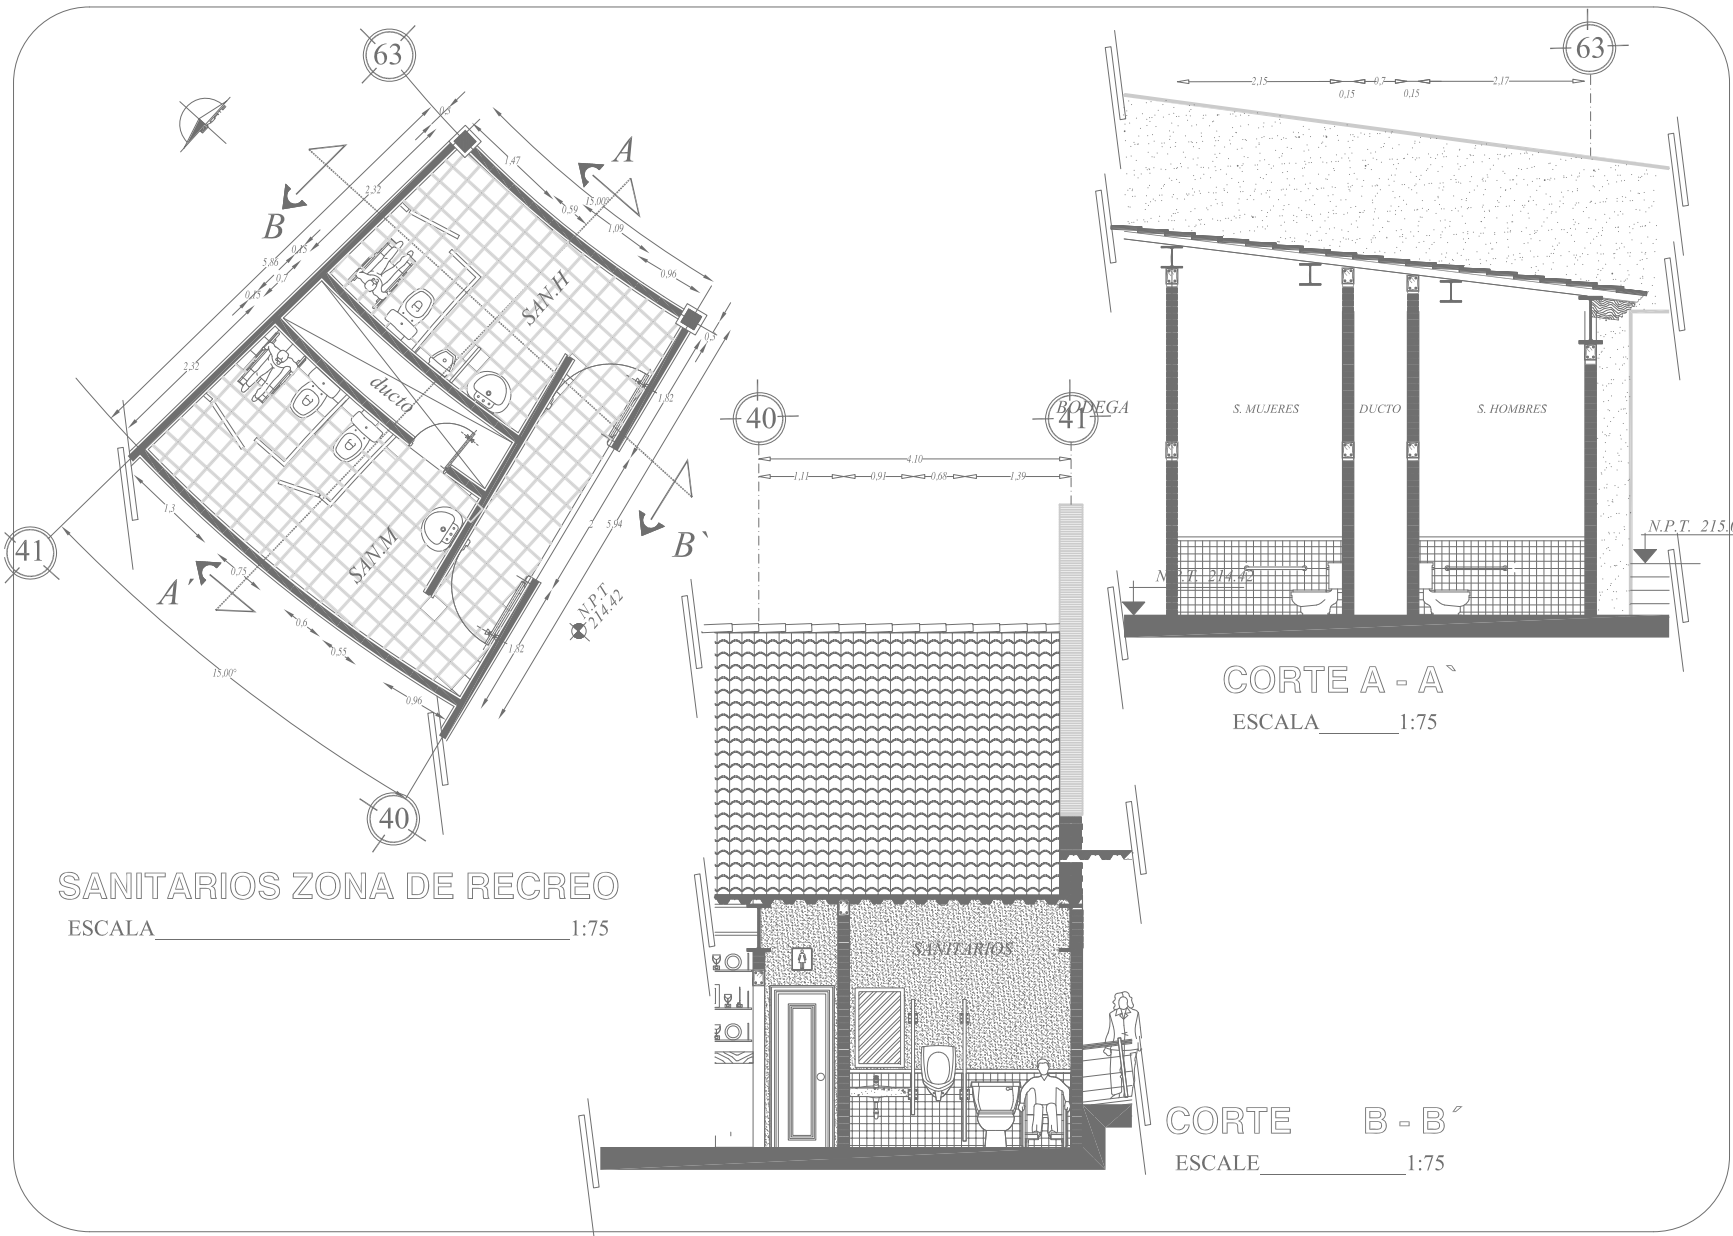 63
0,5
1,47
A
15,00°
0,59
1,09
0,96
2,32
B
0,15
5,86
0,7
0,15
2,32
SAN.H
ducto
0,5
1,82
41
1,3
SAN.M
2
5,94
B`
A´
0,75
0,6
0,55
15,00°
0,96
1,82
N.P.T.
214.42
40
SANITARIOS ZONA DE RECREO
ESCALA 1:75
63
2,15
0,7
2,17
0,15
0,15
S. MUJERES
DUCTO
S. HOMBRES
N.P.T. 214.42
CORTE A - A`
ESCALA 1:75
40
41
BODEGA
4,10
1,11
0,91
0,68
1,39
SANITARIOS
CORTE B - B´
ESCALE 1:75